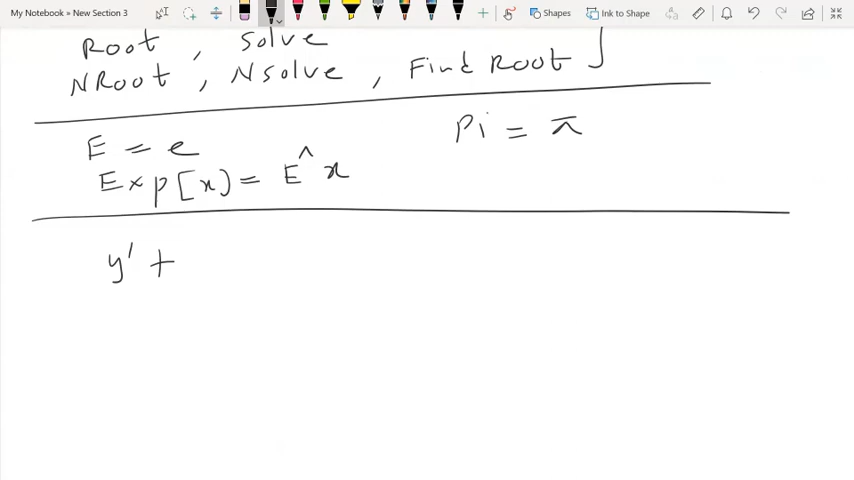 My Notebook » New Section 3
Shapes
Ink to Shape
Root , Solve
NRoot , NSolve , Find Root ]
E = e
Pi = π
Exp[x] = E^x
y' +